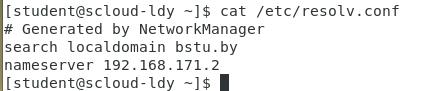 [student@scloud-ldy ~]$ cat /etc/resolv.conf
# Generated by NetworkManager
search localdomain bstu.by
nameserver 192.168.171.2
[student@scloud-ldy ~]$